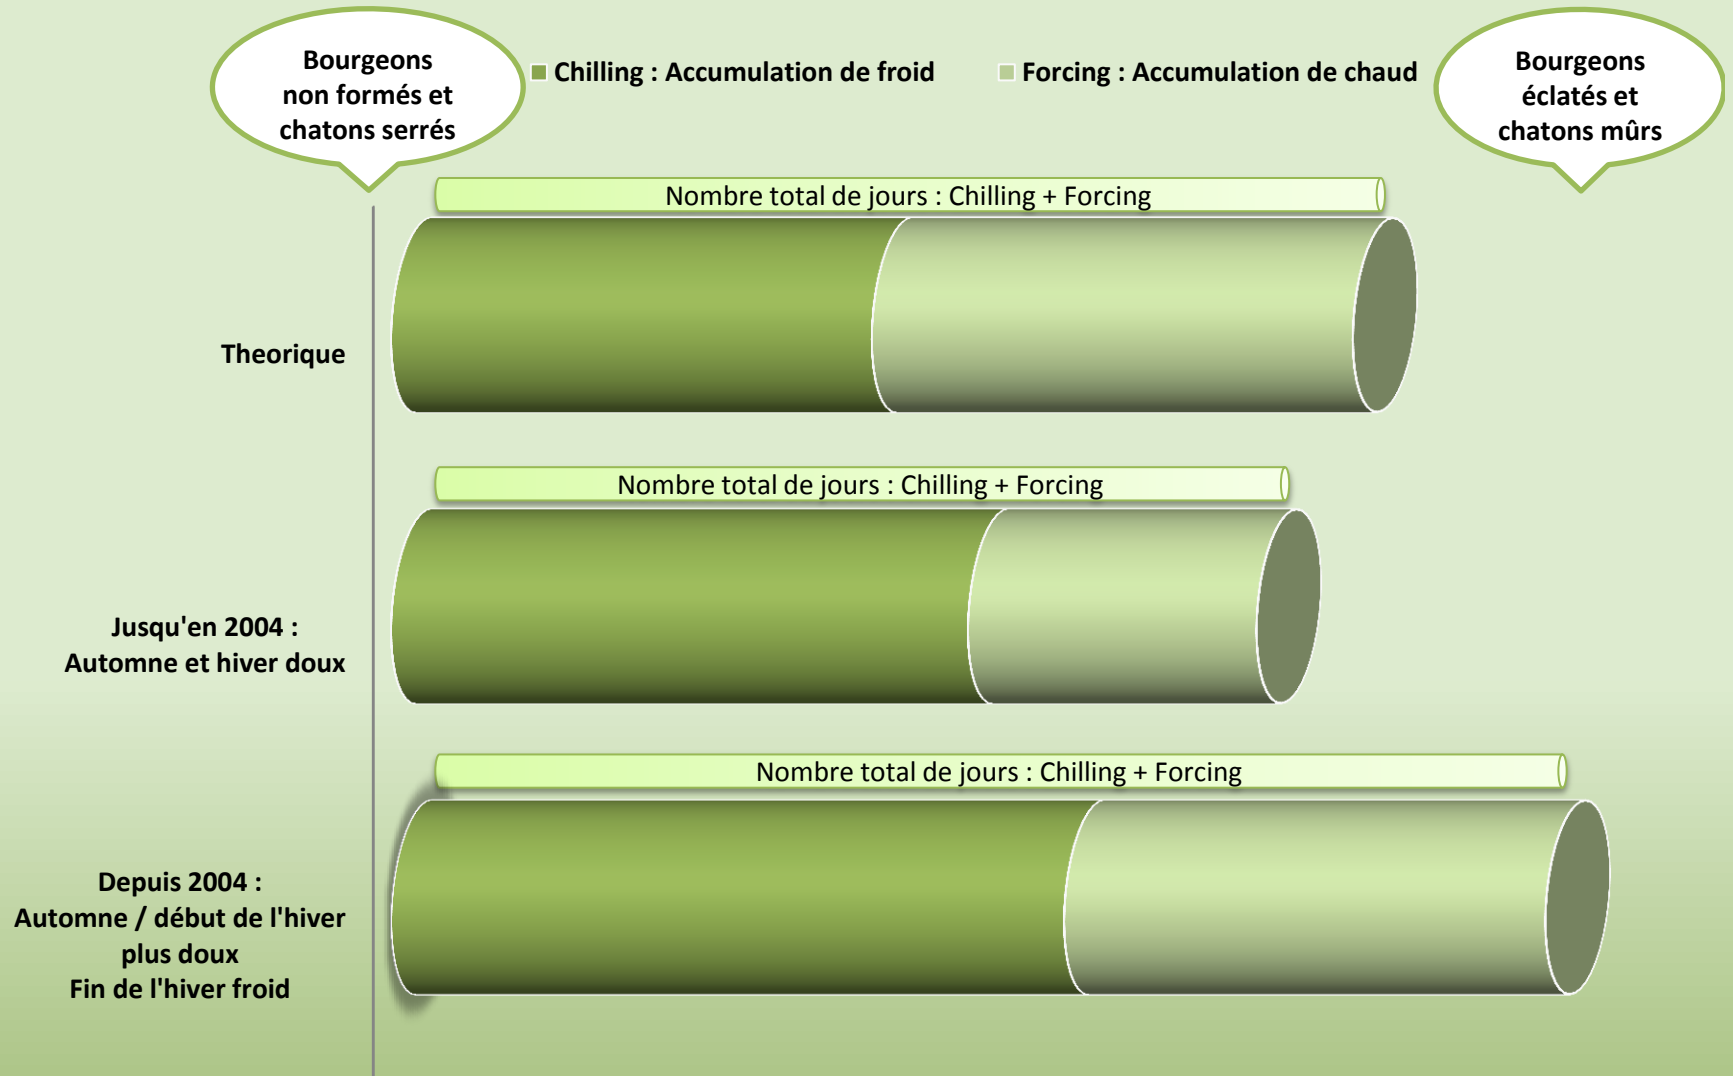 Bourgeons
non formés et
chatons serrés
Chilling : Accumulation de froid
Forcing : Accumulation de chaud
Bourgeons
éclatés et
chatons mûrs
Nombre total de jours : Chilling + Forcing
Theorique
Nombre total de jours : Chilling + Forcing
Jusqu'en 2004 :
Automne et hiver doux
Nombre total de jours : Chilling + Forcing
Depuis 2004 :
Automne / début de l'hiver
plus doux
Fin de l'hiver froid